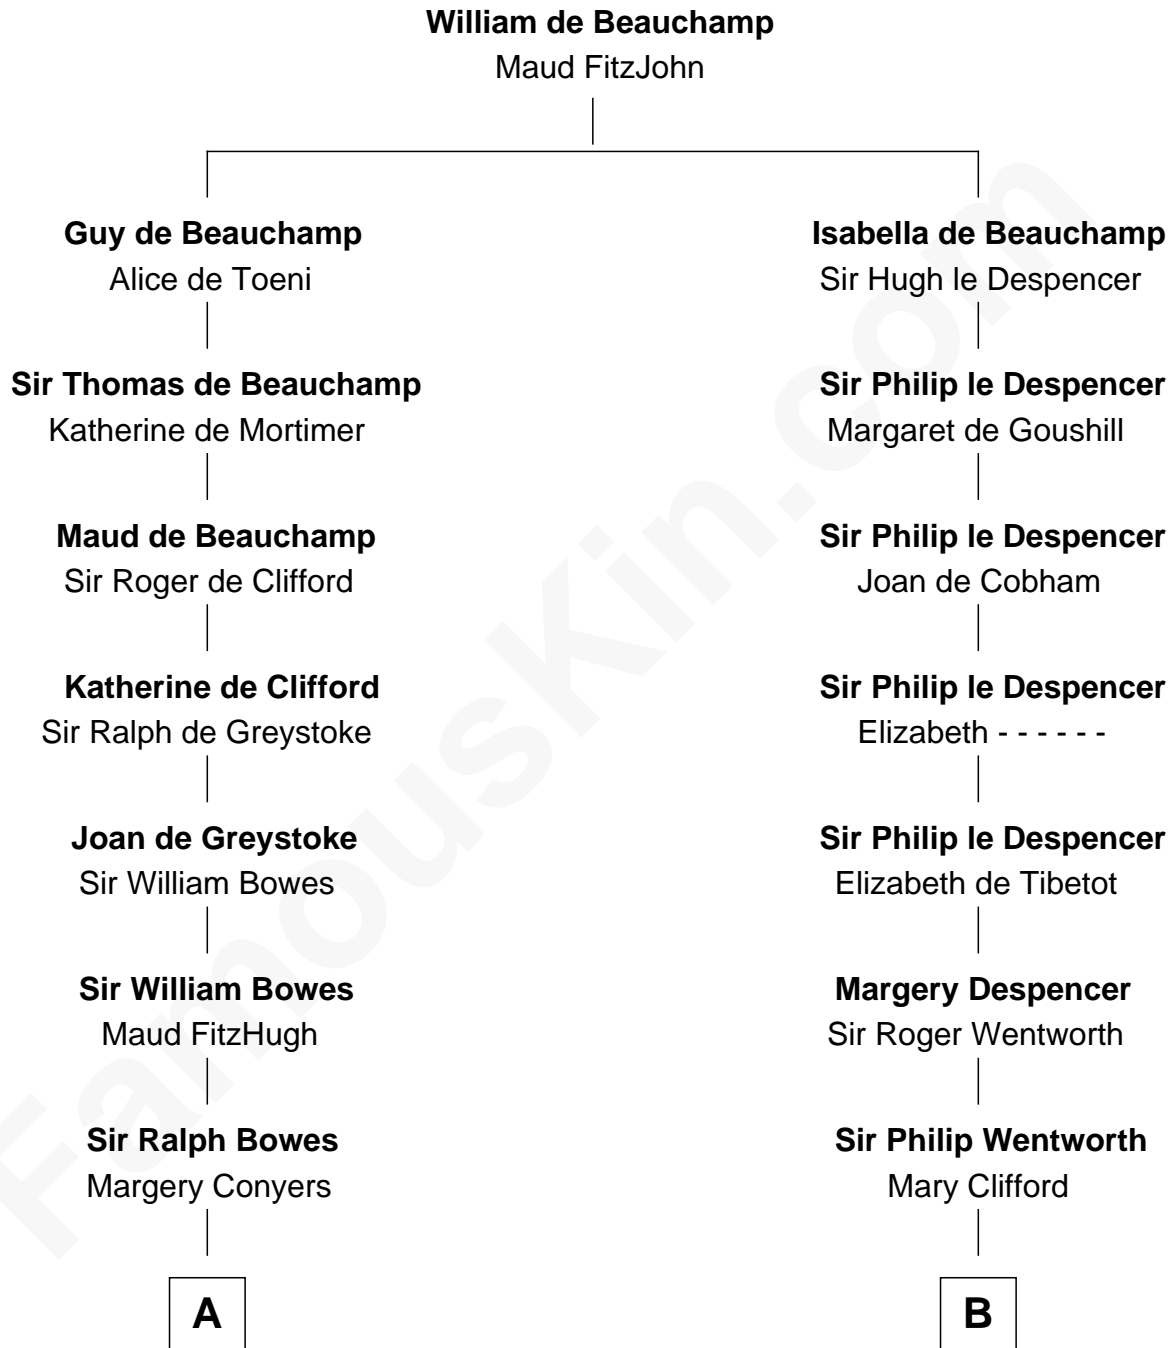 William de Beauchamp
Maud FitzJohn
Guy de Beauchamp
Alice de Toeni
Isabella de Beauchamp
Sir Hugh le Despencer
Sir Thomas de Beauchamp
Katherine de Mortimer
Sir Philip le Despencer
Margaret de Goushill
Maud de Beauchamp
Sir Roger de Clifford
Sir Philip le Despencer
Joan de Cobham
Katherine de Clifford
Sir Ralph de Greystoke
Sir Philip le Despencer
Elizabeth - - - - - -
Joan de Greystoke
Sir William Bowes
Sir Philip le Despencer
Elizabeth de Tibetot
Sir William Bowes
Maud FitzHugh
Margery Despencer
Sir Roger Wentworth
Sir Ralph Bowes
Margery Conyers
Sir Philip Wentworth
Mary Clifford
A
B
FamousKin.com